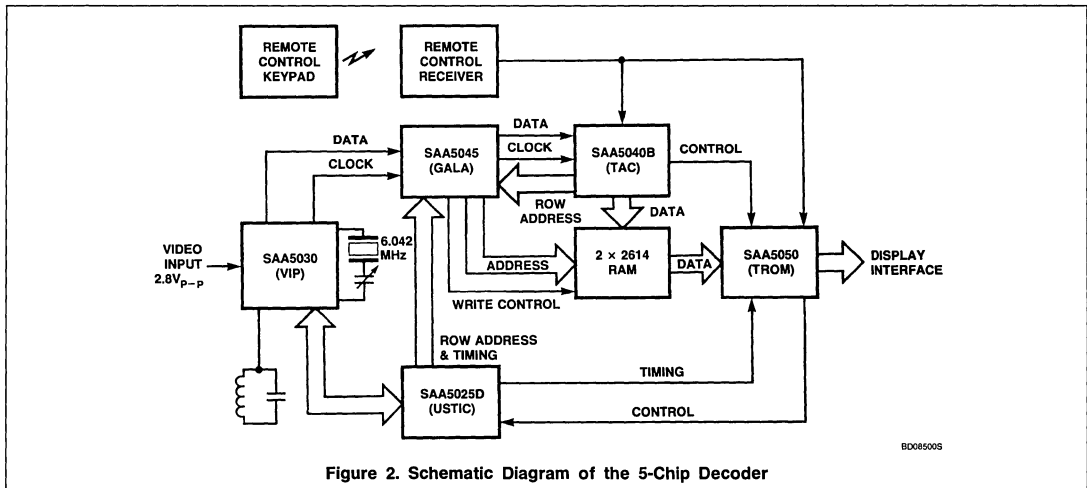 REMOTE
CONTROL
KEYPAD
REMOTE
CONTROL
RECEIVER
DATA
CLOCK
SAA5045
(GALA)
DATA
CLOCK
ROW
ADDRESS
SAA5040B
(TAC)
CONTROL
DATA
VIDEO
INPUT
2.8VP–P
SAA5030
(VIP)
6.042
MHz
ADDRESS
WRITE CONTROL
2 × 2614
RAM
DATA
SAA5050
(TROM)
DISPLAY
INTERFACE
ROW ADDRESS
& TIMING
SAA5025D
(USTIC)
TIMING
CONTROL
BD08500S
Figure 2. Schematic Diagram of the 5-Chip Decoder